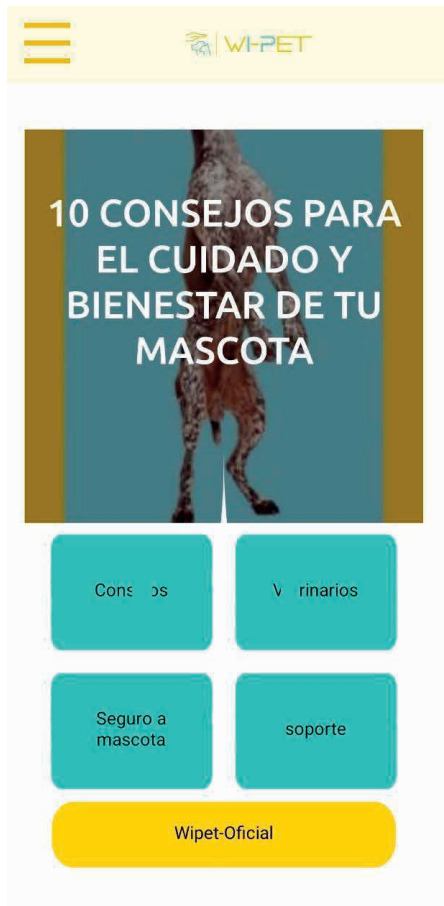 WI-PET
10 CONSEJOS PARA
EL CUIDADO Y
BIENESTAR DE TU
MASCOTA
Seguro a
mascota
soporte
Wipet-Oficial